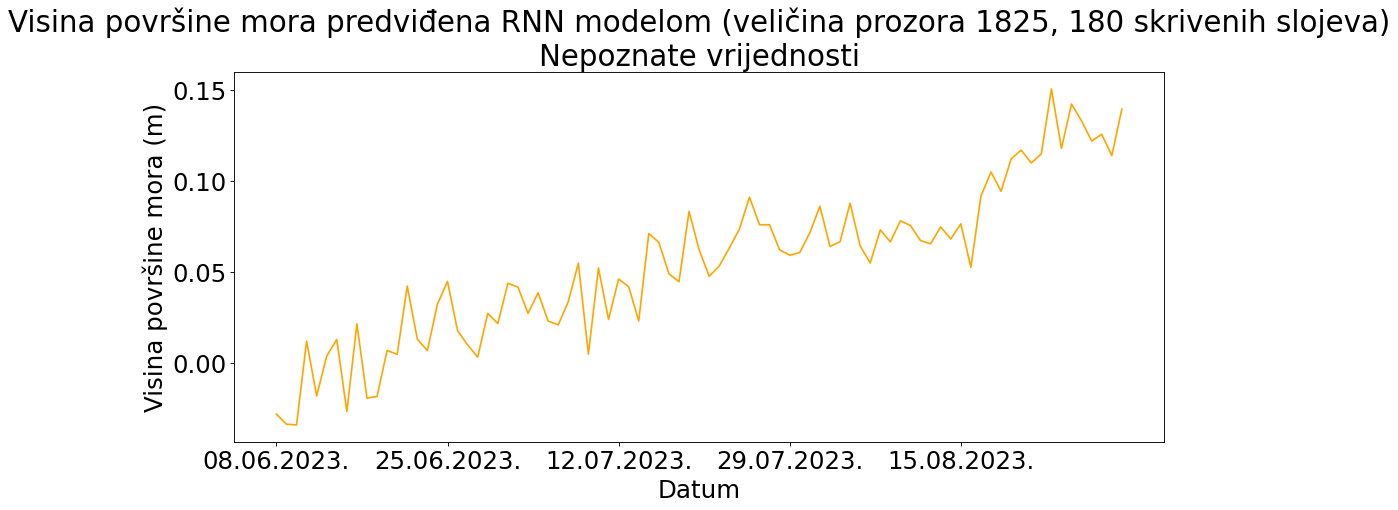 Visina površine mora predviđena RNN modelom (veličina prozora 1825, 180 skrivenih slojeva)
Nepoznate vrijednosti
Visina površine mora (m)
0.15
0.10
0.05
0.00
08.06.2023. 25.06.2023. 12.07.2023. 29.07.2023. 15.08.2023.
Datum